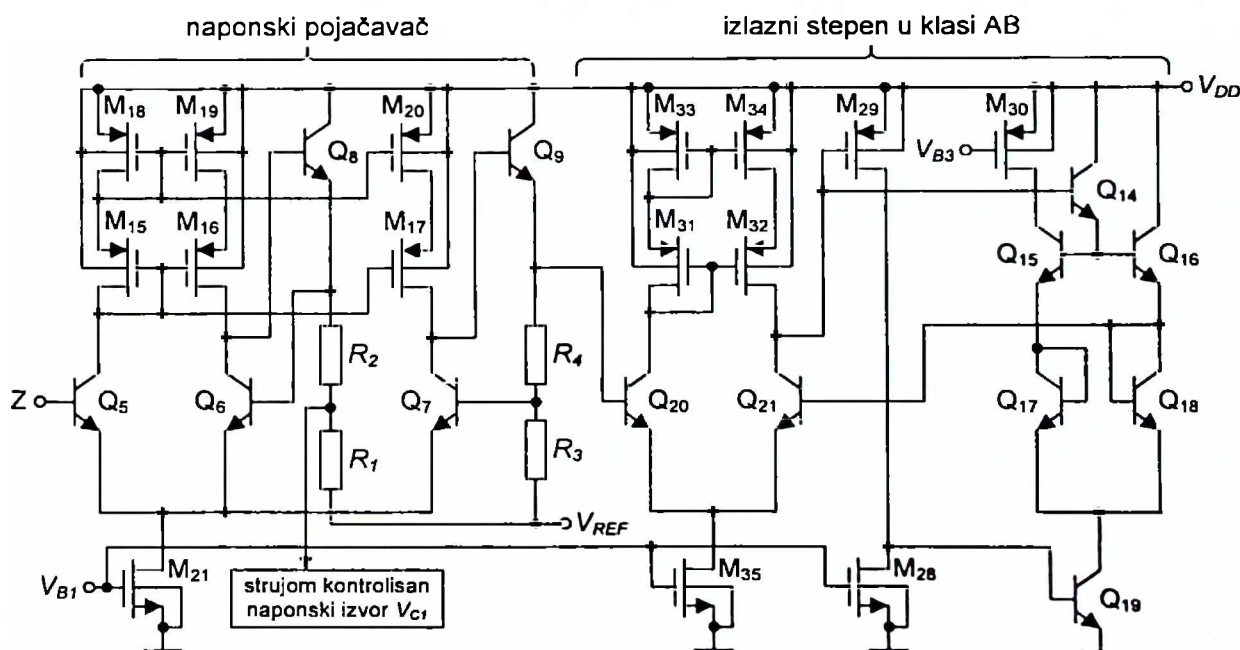 naponski pojačavač
izlazni stepen u klasi AB
V_DD
M18
M19
M20
M33
M34
M29
M30
Q8
Q9
V_B3
Q14
M15
M16
M17
M31
M32
Q15
Q16
R2
R4
Z
Q5
Q6
Q7
Q20
Q21
Q17
Q18
R1
R3
V_REF
V_B1
M21
strujom kontrolisan
naponski izvor V_C1
M35
M28
Q19